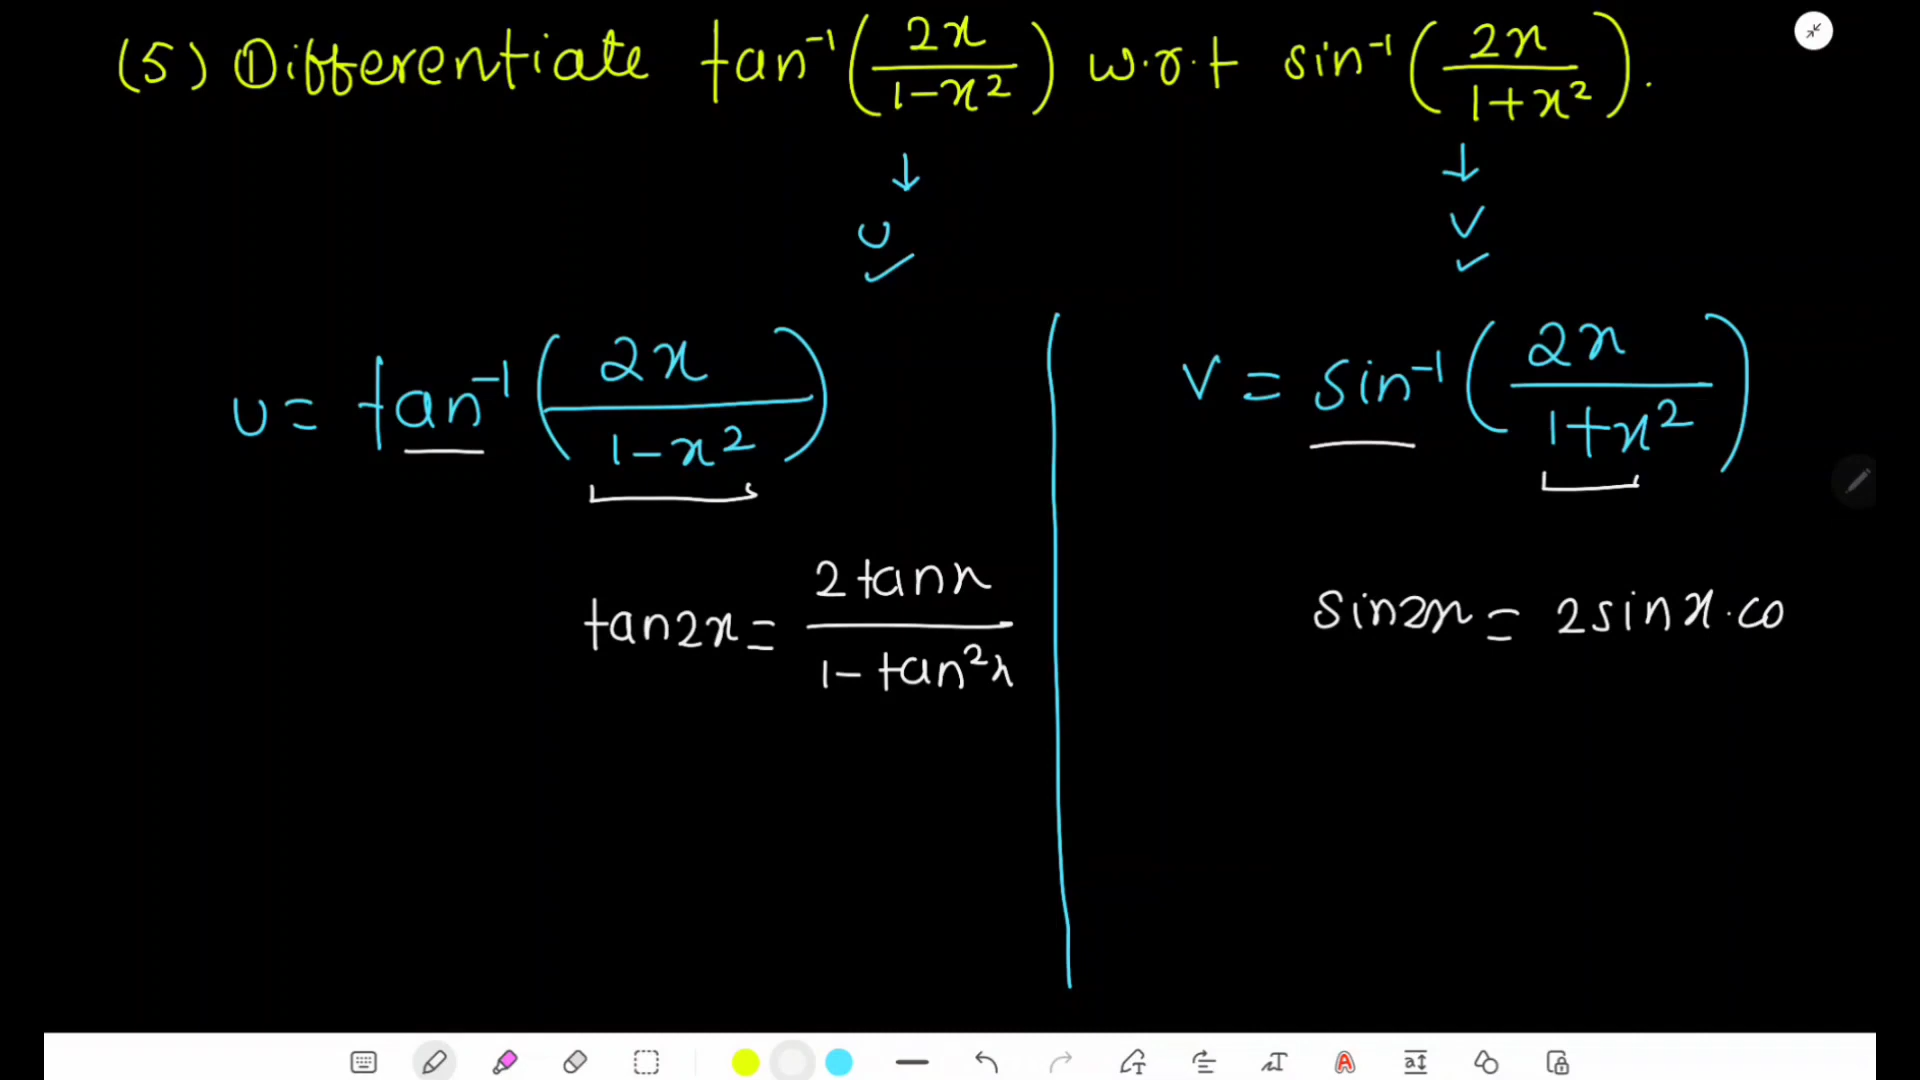 (5) Differentiate tan⁻¹(2x/(1-x²)) w.r.t sin⁻¹(2x/(1+x²)).
↓ ↓
U V
U = tan⁻¹(2x/(1-x²))
V = sin⁻¹(2x/(1+x²))
tan2x = 2tanx/(1-tan²x)
sin2x = 2sinx·co